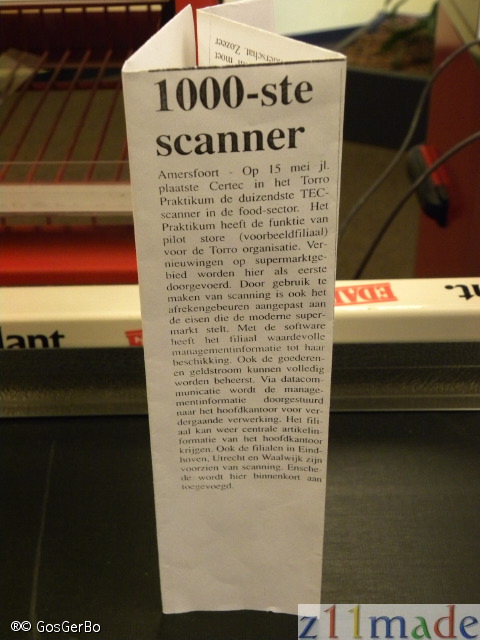 1000-ste
scanner
Amersfoort - Op 15 mei jl.
plaatste Certec in het Torro
Praktikum de duizendste TEC-
scanner in de food-sector. Het
Praktikum heeft de funktie van
pilot store (voorbeeldfiliaal)
voor de Torro organisatie. Ver-
nieuwingen op supermarktge-
bied worden hier als eerste
doorgevoerd. Door gebruik te
maken van scanning is ook het
afrekengebeuren aangepast aan
de eisen die de moderne super-
markt stelt. Met de software
heeft het filiaal waardevolle
managementinformatie tot haar
beschikking. Ook de goederen-
en geldstroom kunnen volledig
worden beheerst. Via datacom-
municatie wordt de manage-
mentinformatie doorgestuurd
naar het hoofdkantoor voor ver-
dergaande verwerking. Het fili-
aal kan weer centrale artikelin-
formatie van het hoofdkantoor
krijgen. Ook de filialen in Eind-
hoven, Utrecht en Waalwijk zijn
voorzien van scanning. Ensche-
de wordt hier binnenkort aan
toegevoegd.
Zozeer
moet
EDAH
lant
®© GosGerBo
z11made